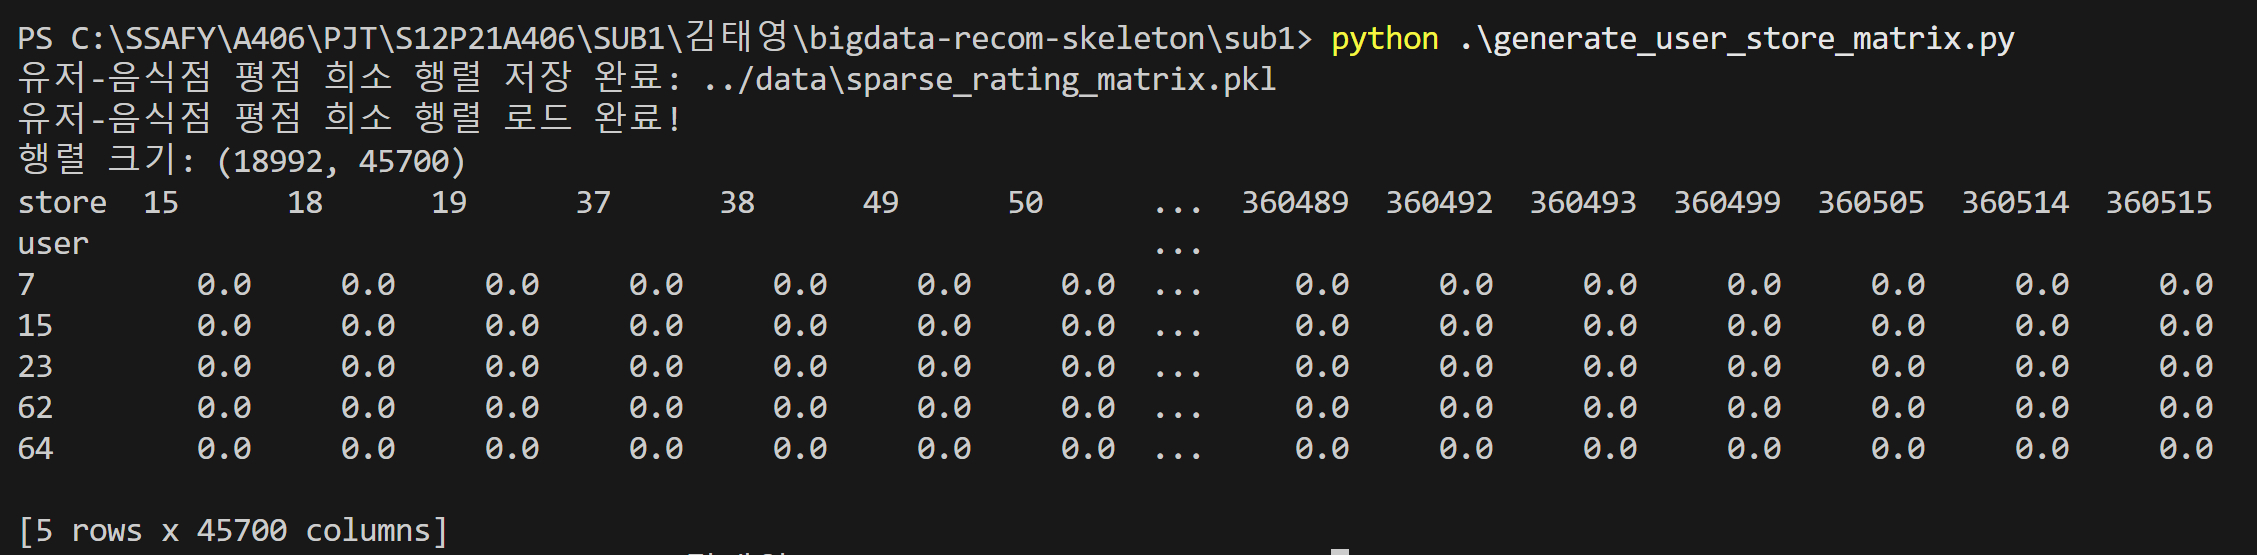 PS C:\SSAFY\A406\PJT\S12P21A406\SUB1\김태영\bigdata-recom-skeleton\sub1> python .\generate_user_store_matrix.py
유저-음식점 평점 희소 행렬 저장 완료: ../data\sparse_rating_matrix.pkl
유저-음식점 평점 희소 행렬 로드 완료!
행렬 크기: (18992, 45700)
store 15 18 19 37 38 49 50 ... 360489 360492 360493 360499 360505 360514 360515
user ...
7 0.0 0.0 0.0 0.0 0.0 0.0 0.0 ... 0.0 0.0 0.0 0.0 0.0 0.0 0.0
15 0.0 0.0 0.0 0.0 0.0 0.0 0.0 ... 0.0 0.0 0.0 0.0 0.0 0.0 0.0
23 0.0 0.0 0.0 0.0 0.0 0.0 0.0 ... 0.0 0.0 0.0 0.0 0.0 0.0 0.0
62 0.0 0.0 0.0 0.0 0.0 0.0 0.0 ... 0.0 0.0 0.0 0.0 0.0 0.0 0.0
64 0.0 0.0 0.0 0.0 0.0 0.0 0.0 ... 0.0 0.0 0.0 0.0 0.0 0.0 0.0
[5 rows x 45700 columns]